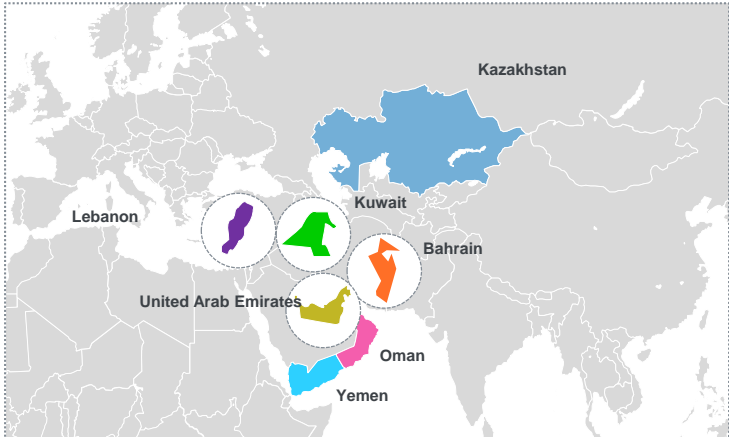 Kazakhstan
Kuwait
Lebanon
Bahrain
United Arab Emirates
Oman
Yemen